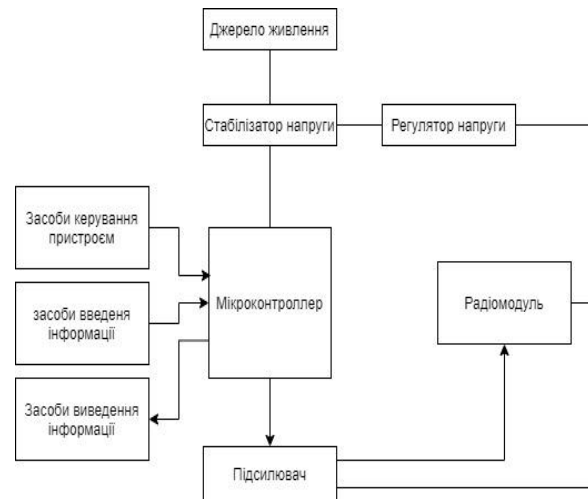 Джерело живлення
Стабілізатор напруги
Регулятор напруги
Засоби керування
пристроєм
Мікроконтроллер
Радіомодуль
засоби введеня
інформації
Засоби виведення
інформації
Підсилювач